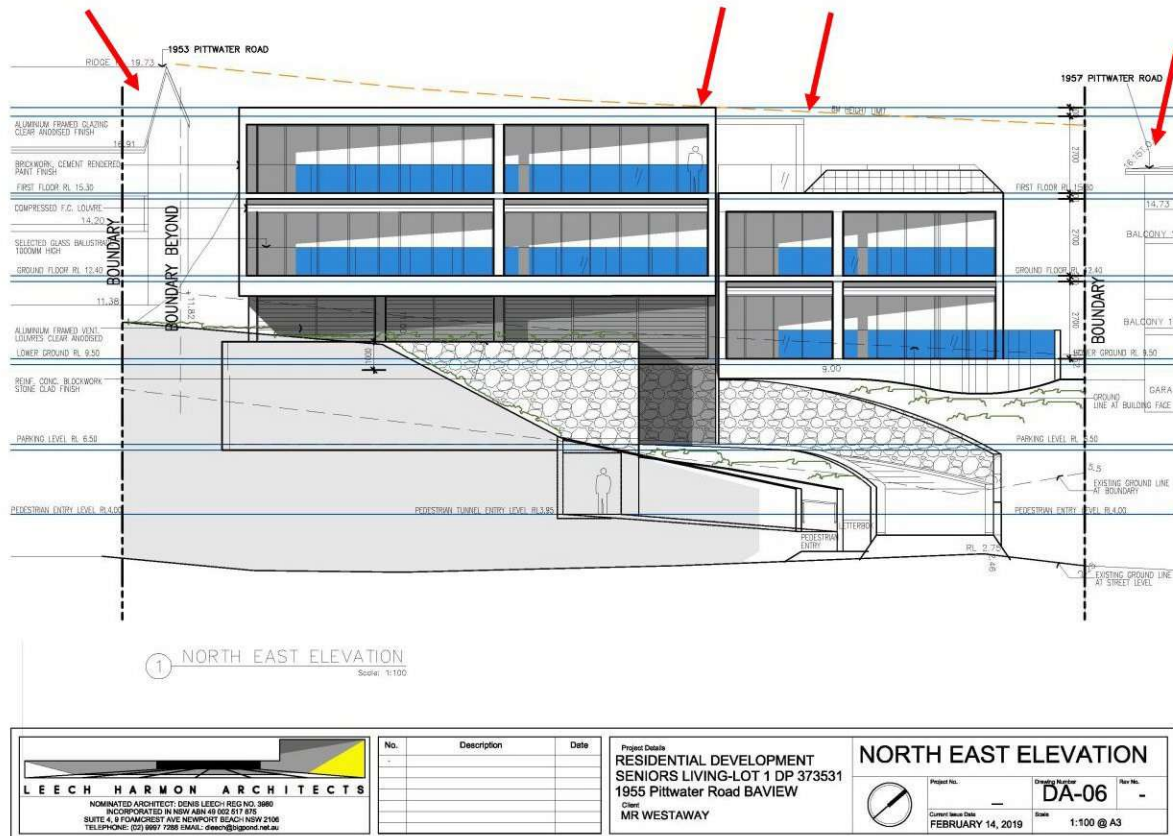 1953 PITTWATER ROAD
RIDGE
19.73
1957 PITTWATER ROAD
8M HEIGHT LIMIT
ALUMINIUM FRAMED GLAZING
CLEAR ANODISED FINISH
16.91
BRICKWORK, CEMENT RENDERED
PAINT FINISH
FIRST FLOOR RL 15.30
COMPRESSED F.C. LOUVRE
14.20
SELECTED GLASS BALUSTRADE
1000MM HIGH
GROUND FLOOR RL 12.40
11.38
BOUNDARY
BOUNDARY BEYOND
11.82
ALUMINIUM FRAMED VENT.
LOUVRES CLEAR ANODISED
LOWER GROUND RL 9.50
REINF. CONC. BLOCKWORK
STONE CLAD FINISH
PARKING LEVEL RL 6.50
PEDESTRIAN ENTRY LEVEL RL4.00
PEDESTRIAN TUNNEL ENTRY LEVEL RL3.95
PEDESTRIAN
ENTRY
LETTERBOX
9.00
RL 2.75
2.46
2700
FIRST FLOOR RL 15.30
14.73
BALCONY
2700
GROUND FLOOR RL 12.40
BOUNDARY
2700
BALCONY 1
LOWER GROUND RL 9.50
GARA
GROUND
LINE AT BUILDING FACE
PARKING LEVEL RL 6.50
5.5
EXISTING GROUND LINE
AT BOUNDARY
PEDESTRIAN ENTRY LEVEL RL4.00
EXISTING GROUND LINE
AT STREET LEVEL
1
NORTH EAST ELEVATION
Scale: 1:100
LEECH HARMON ARCHITECTS
NOMINATED ARCHITECT: DENIS LEECH REG NO. 3980
INCORPORATED IN NSW ABN 49 002 517 675
SUITE 4, 9 FOAMCREST AVE NEWPORT BEACH NSW 2106
TELEPHONE: (02) 9997 7288 EMAIL: dleech@bigpond.net.au
No. Description Date
Project Details
RESIDENTIAL DEVELOPMENT
SENIORS LIVING-LOT 1 DP 373531
1955 Pittwater Road BAVIEW
Client
MR WESTAWAY
NORTH EAST ELEVATION
Project No.
-
Drawing Number
DA-06
Rev No.
-
Current Issue Date
FEBRUARY 14, 2019
Scale
1:100 @ A3